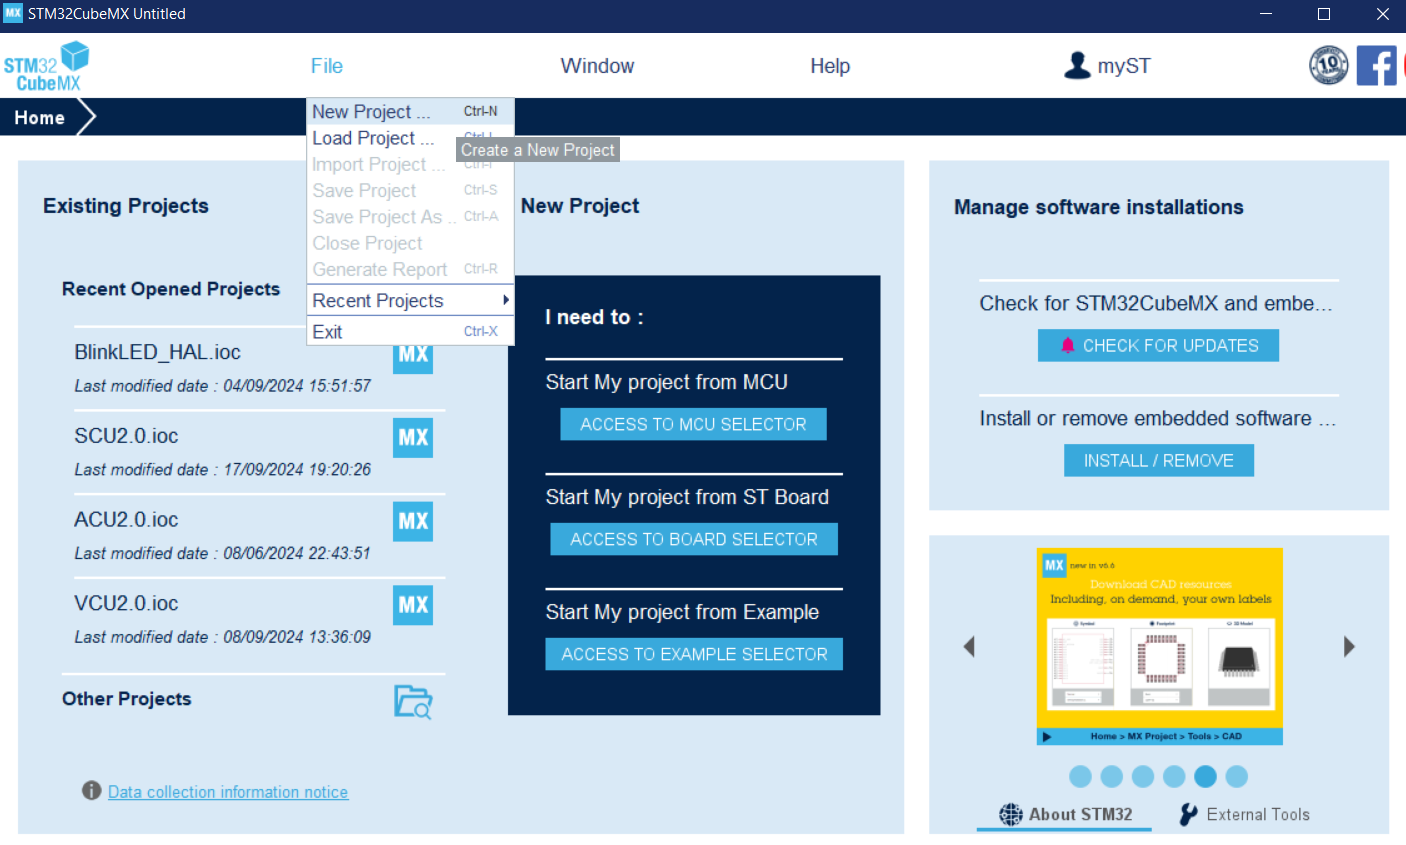 MX STM32CubeMX Untitled
STM32
CubeMX
File
Window
Help
myST
10
Home
New Project ... Ctrl-N
Load Project ... Ctrl-L
Create a New Project
Import Project ... Ctrl-I
Save Project Ctrl-S
Save Project As .. Ctrl-A
Close Project
Generate Report Ctrl-R
Recent Projects
Exit Ctrl-X
Existing Projects
Recent Opened Projects
BlinkLED_HAL.ioc
MX
Last modified date : 04/09/2024 15:51:57
SCU2.0.ioc
MX
Last modified date : 17/09/2024 19:20:26
ACU2.0.ioc
MX
Last modified date : 08/06/2024 22:43:51
VCU2.0.ioc
MX
Last modified date : 08/09/2024 13:36:09
Other Projects
Data collection information notice
New Project
I need to :
Start My project from MCU
ACCESS TO MCU SELECTOR
Start My project from ST Board
ACCESS TO BOARD SELECTOR
Start My project from Example
ACCESS TO EXAMPLE SELECTOR
Manage software installations
Check for STM32CubeMX and embe...
CHECK FOR UPDATES
Install or remove embedded software ...
INSTALL / REMOVE
MX new in v6.6
Download CAD resources
Including, on demand, your own labels
Symbol
Footprint
3D Model
Home > MX Project > Tools > CAD
About STM32
External Tools